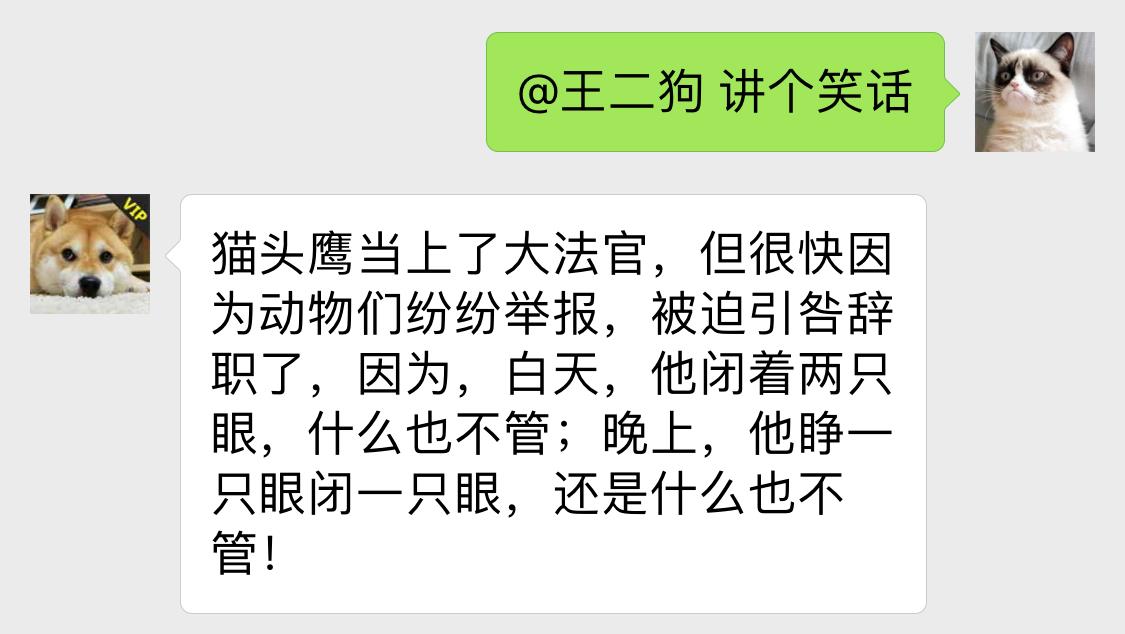 @王二狗 讲个笑话
VIP
猫头鹰当上了大法官，但很快因
为动物们纷纷举报，被迫引咎辞
职了，因为，白天，他闭着两只
眼，什么也不管；晚上，他睁一
只眼闭一只眼，还是什么也不
管！